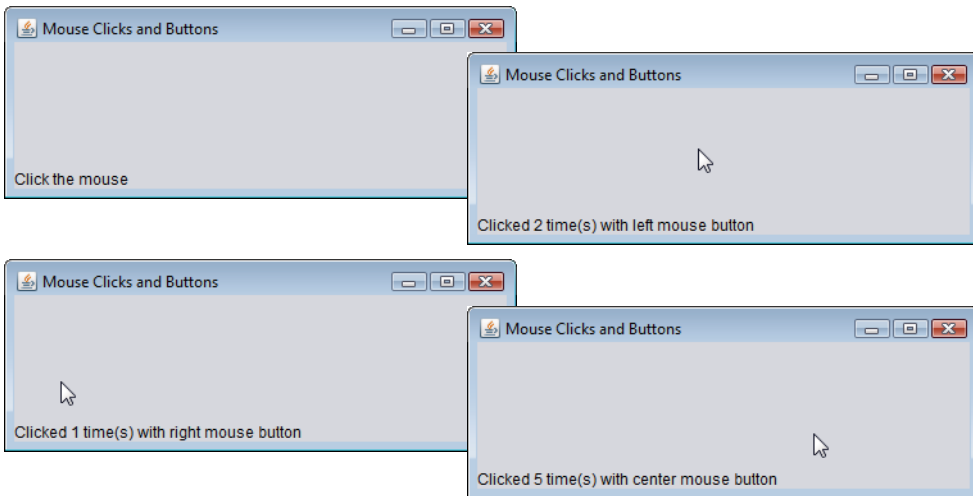 Mouse Clicks and Buttons
Click the mouse
Mouse Clicks and Buttons
Clicked 2 time(s) with left mouse button
Mouse Clicks and Buttons
Clicked 1 time(s) with right mouse button
Mouse Clicks and Buttons
Clicked 5 time(s) with center mouse button